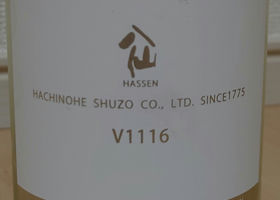 仙
HASSEN
HACHINOHE SHUZO CO., LTD. SINCE1775
V1116